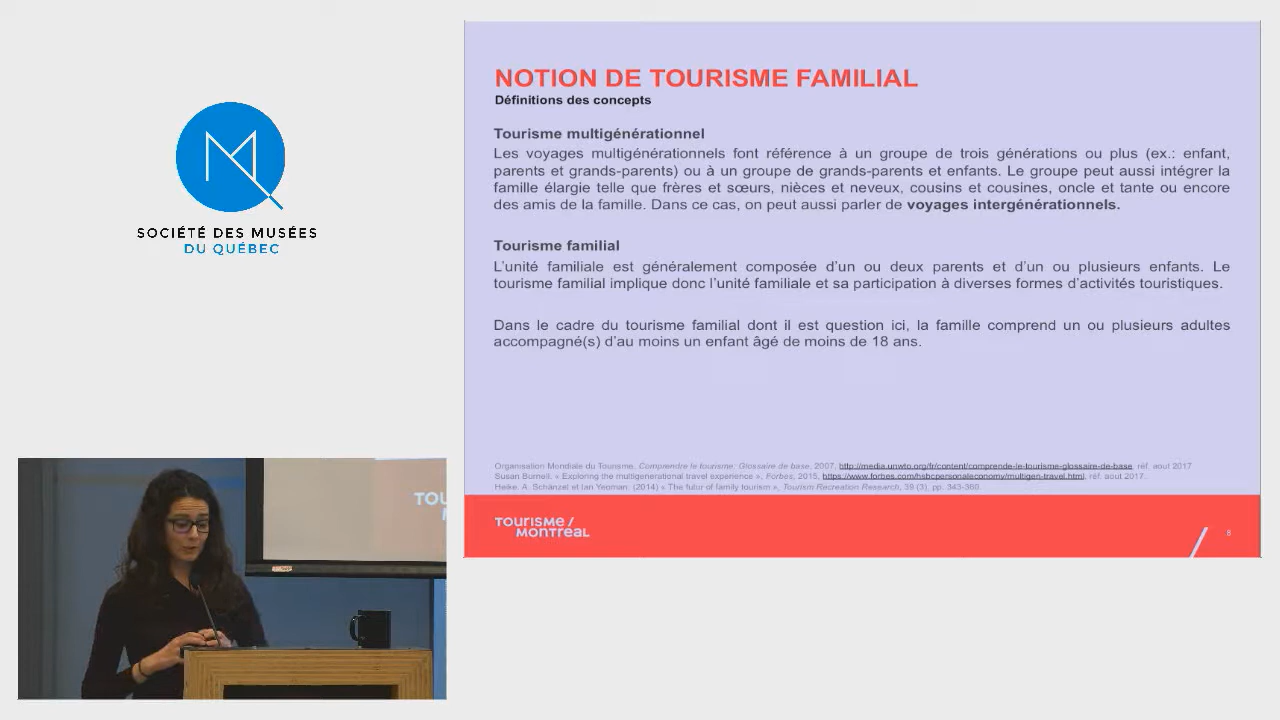 SOCIÉTÉ DES MUSÉES
DU QUÉBEC
NOTION DE TOURISME FAMILIAL
Définitions des concepts
Tourisme multigénérationnel
Les voyages multigénérationnels font référence à un groupe de trois générations ou plus (ex.: enfant,
parents et grands-parents) ou à un groupe de grands-parents et enfants. Le groupe peut aussi intégrer la
famille élargie telle que frères et sœurs, nièces et neveux, cousins et cousines, oncle et tante ou encore
des amis de la famille. Dans ce cas, on peut aussi parler de voyages intergénérationnels.
Tourisme familial
L'unité familiale est généralement composée d'un ou deux parents et d'un ou plusieurs enfants. Le
tourisme familial implique donc l'unité familiale et sa participation à diverses formes d'activités touristiques.
Dans le cadre du tourisme familial dont il est question ici, la famille comprend un ou plusieurs adultes
accompagné(s) d'au moins un enfant âgé de moins de 18 ans.
Organisation Mondiale du Tourisme, Comprendre le tourisme: Glossaire de base, 2007, http://media.unwto.org/fr/content/comprende-le-tourisme-glossaire-de-base, réf. aout 2017
Susan Burnell. « Exploring the multigenerational travel experience », Forbes, 2015, https://www.forbes.com/hsbcpersonaleconomy/multigen-travel.html, réf. aout 2017.
Heike. A. Schänzel et Ian Yeoman. (2014) « The futur of family tourism », Tourism Recreation Research, 39 (3), pp. 343-360.
TOURISME /
MONTRÉAL
8
TOU
M